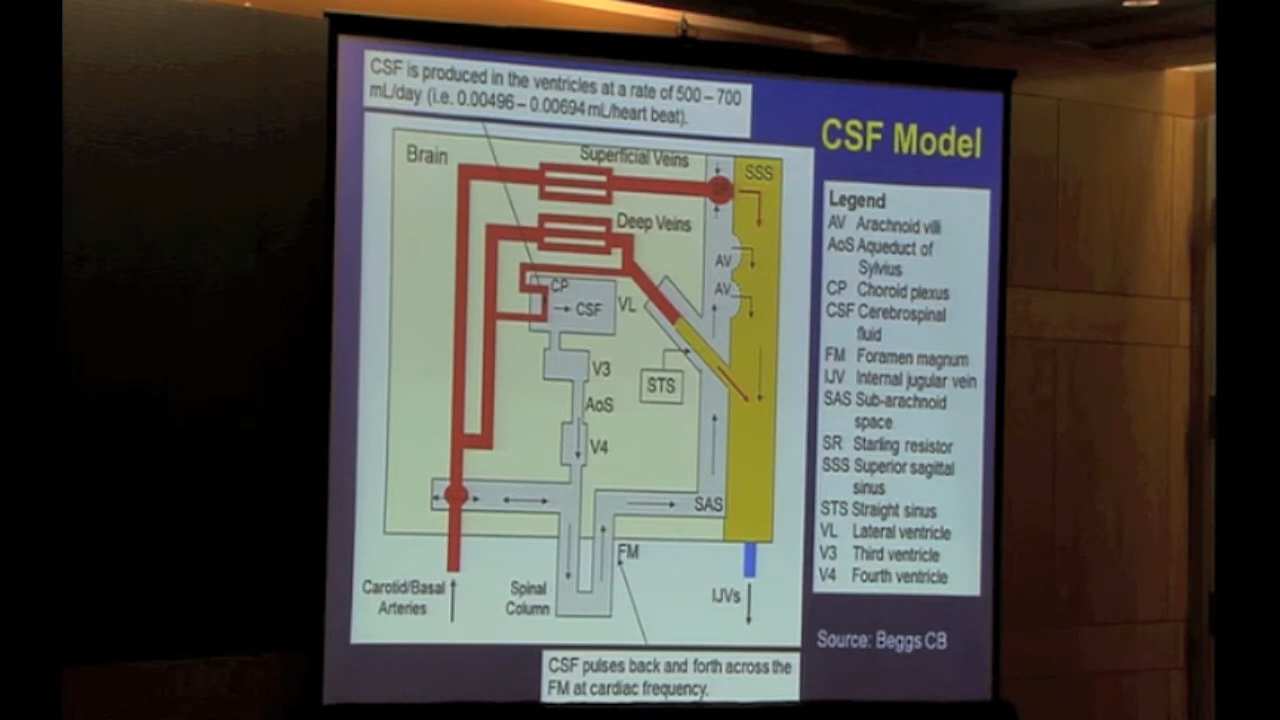 CSF is produced in the ventricles at a rate of 500 – 700
mL/day (i.e. 0.00496 – 0.00694 mL/heart beat).
CSF Model
Brain
Superficial Veins
SSS
Deep Veins
AV
CP
CSF
VL
AV
V3
STS
AoS
V4
SAS
FM
Carotid/Basal
Arteries
Spinal
Column
IJVs
CSF pulses back and forth across the
FM at cardiac frequency.
Legend
AV Arachnoid villi
AoS Aqueduct of
Sylvius
CP Choroid plexus
CSF Cerebrospinal
fluid
FM Foramen magnum
IJV Internal jugular vein
SAS Sub-arachnoid
space
SR Starling resistor
SSS Superior sagittal
sinus
STS Straight sinus
VL Lateral ventricle
V3 Third ventricle
V4 Fourth ventricle
Source: Beggs CB